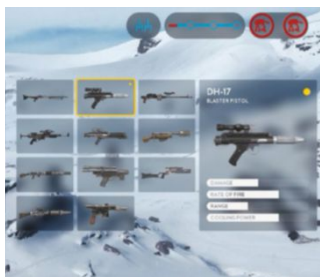 DH-17
BLASTER PISTOL
DAMAGE
RATE OF FIRE
RANGE
COOLING POWER